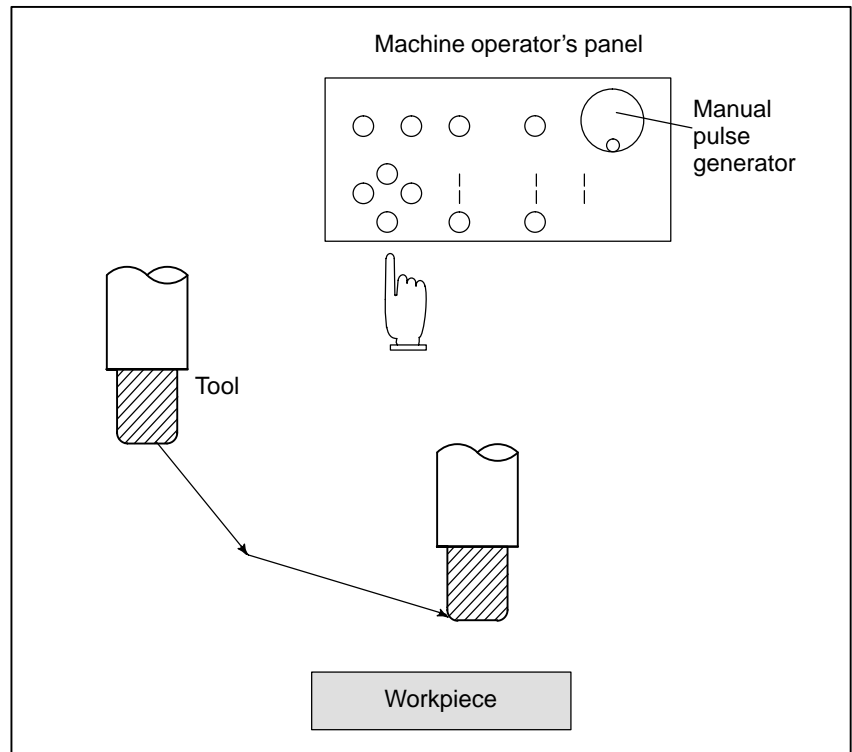 Machine operator’s panel
Manual
pulse
generator
Tool
Workpiece